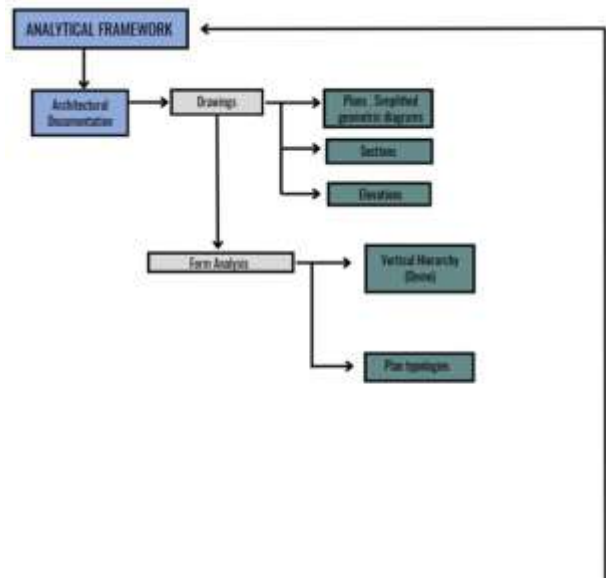 ANALYTICAL FRAMEWORK
Architectural
Documentation
Drawings
Plans : Simplified
geometric diagrams
Sections
Elevations
Form Analysis
Vertical Hierarchy
(Dome)
Plan typologies